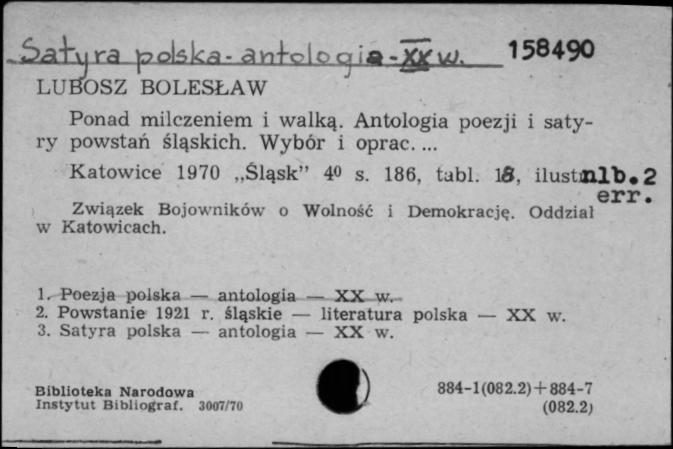 Satyra polska - antologia - XX w. 158490
LUBOSZ BOLESŁAW
Ponad milczeniem i walką. Antologia poezji i saty-
ry powstań śląskich. Wybór i oprac. ...
Katowice 1970 „Śląsk” 4⁰ s. 186, tabl. 18, ilustr. nlb. 2
err.
Związek Bojowników o Wolność i Demokrację. Oddział
w Katowicach.
1. Poezja polska — antologia — XX w.
2. Powstanie 1921 r. śląskie — literatura polska — XX w.
3. Satyra polska — antologia — XX w.
Biblioteka Narodowa 884-1(082.2)+884-7
Instytut Bibliograf. 3007/70 (082.2)